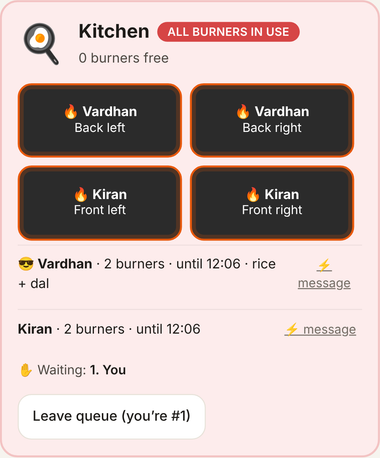 Kitchen ALL BURNERS IN USE
0 burners free
🔥 Vardhan
Back left
🔥 Vardhan
Back right
🔥 Kiran
Front left
🔥 Kiran
Front right
😎 Vardhan · 2 burners · until 12:06 · rice
+ dal
⚡
message
Kiran · 2 burners · until 12:06
⚡ message
✋ Waiting: 1. You
Leave queue (you’re #1)